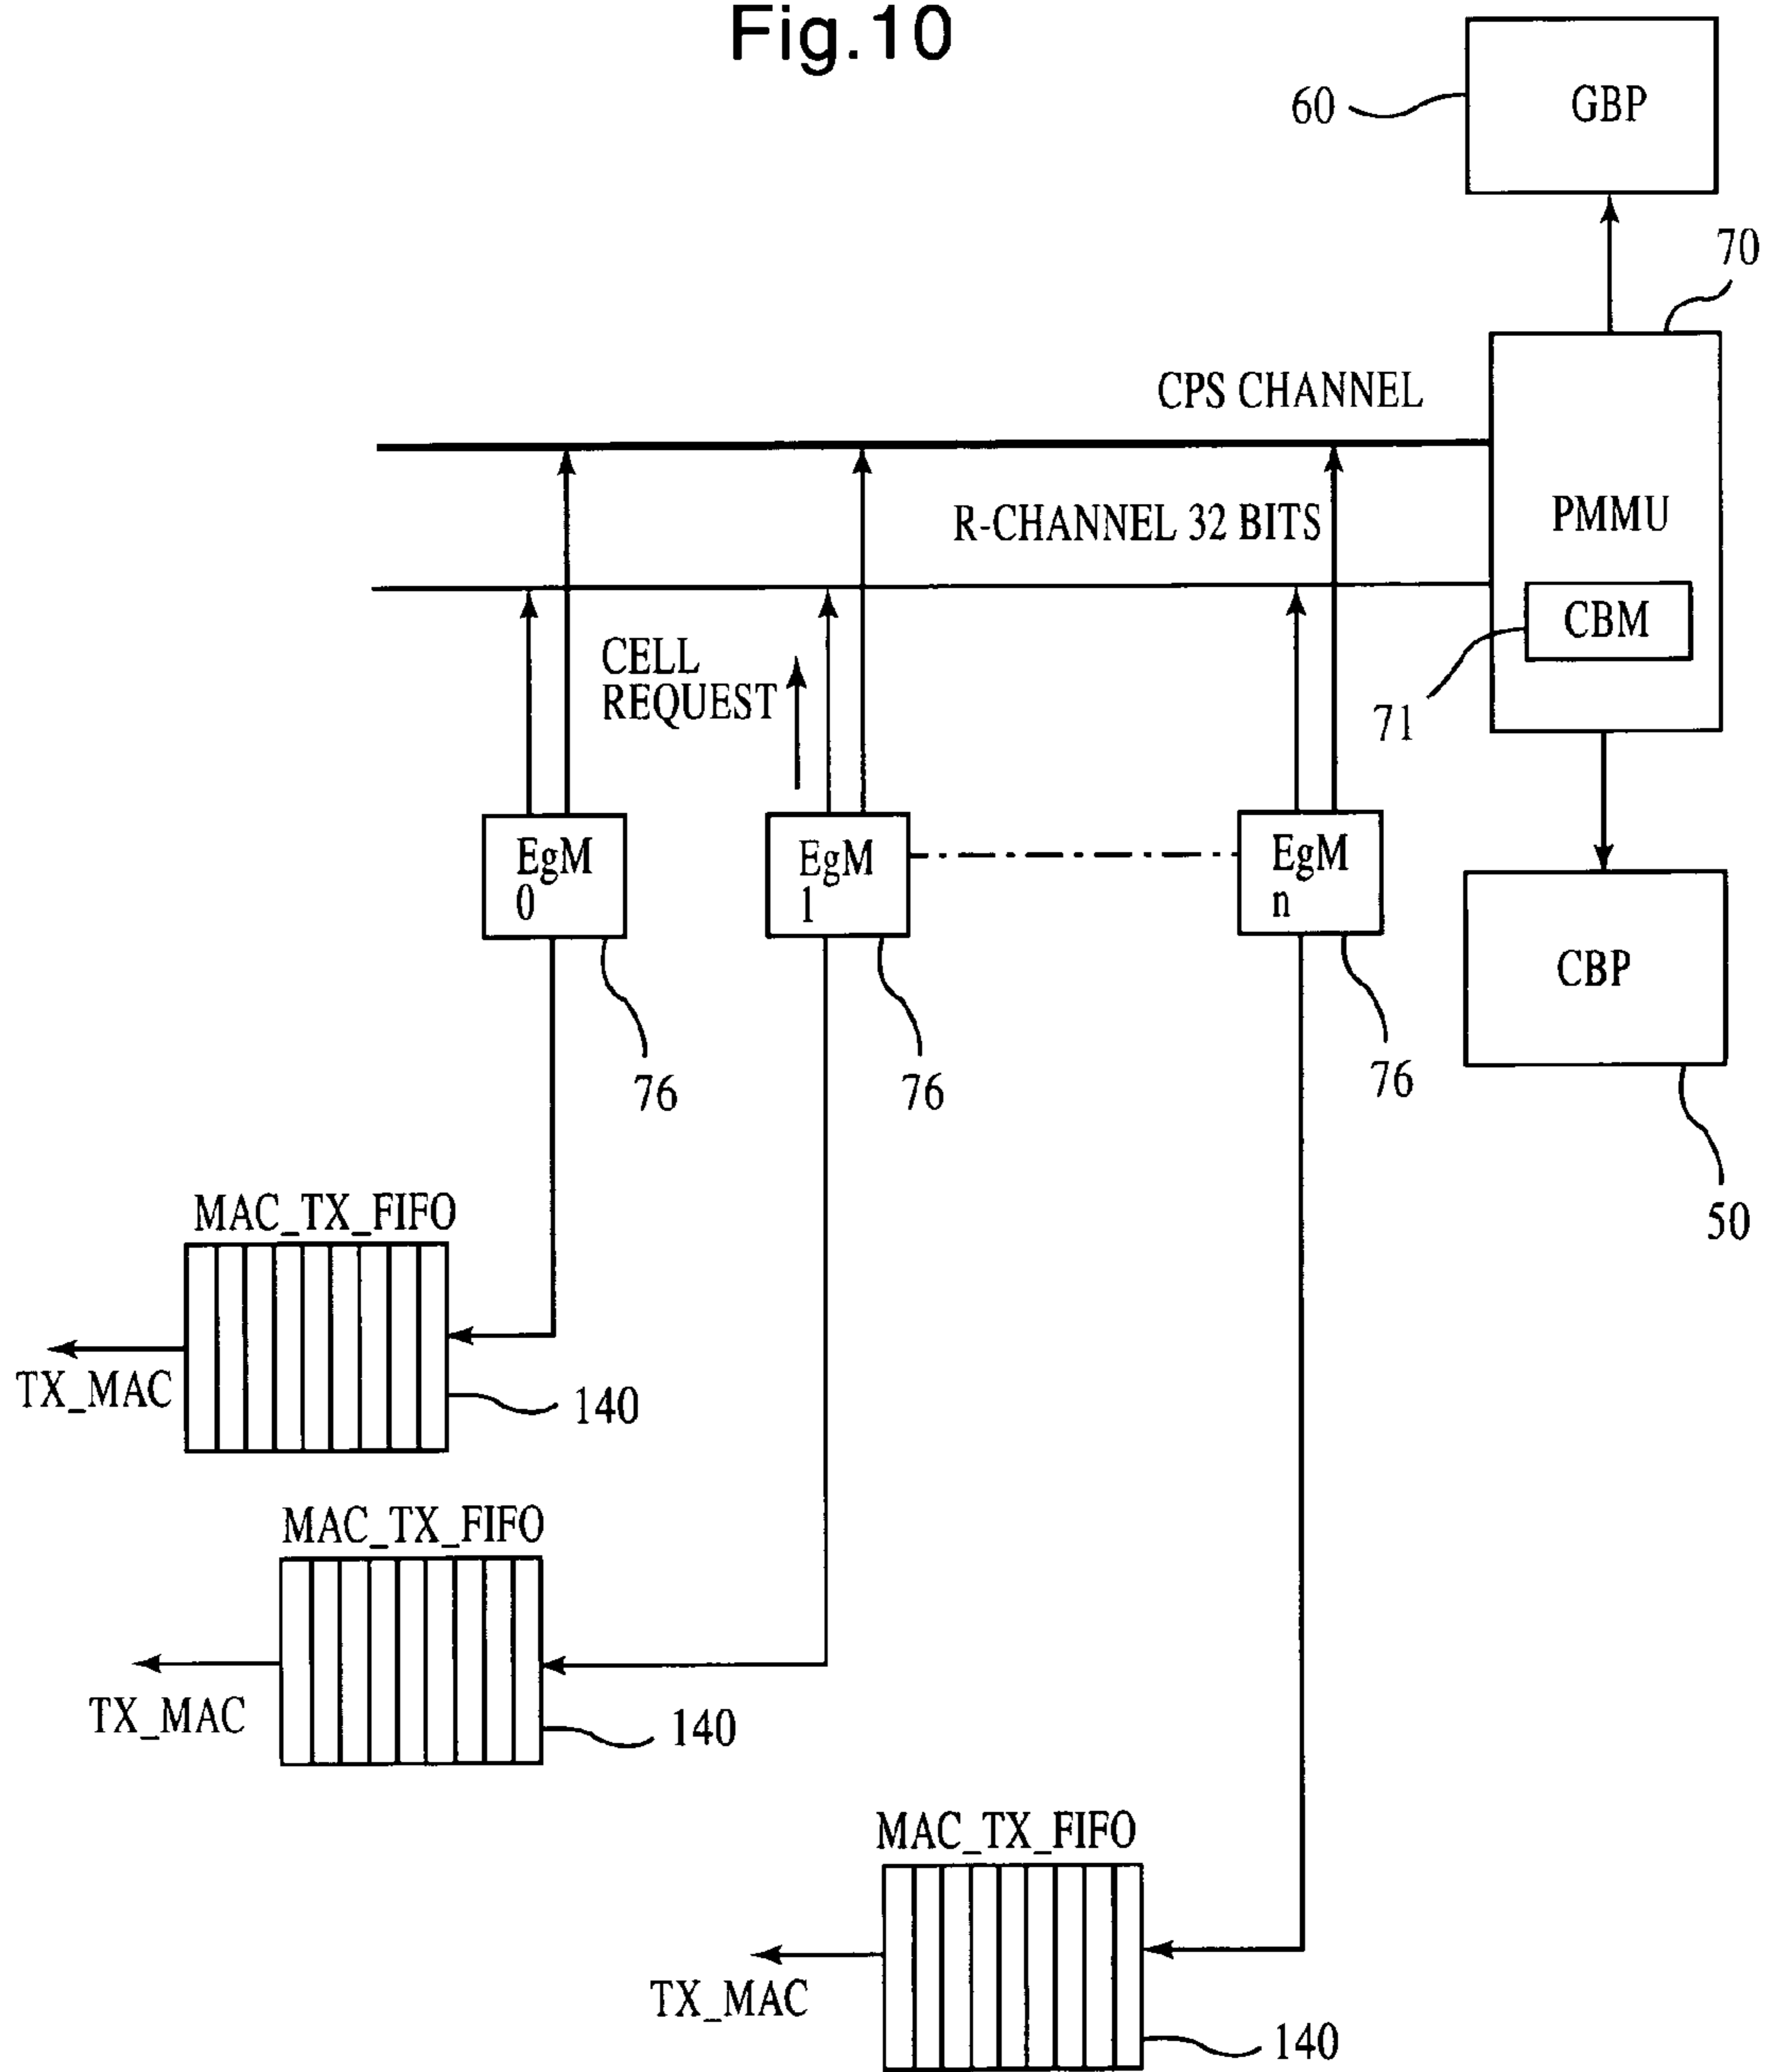 Fig.10
60
GBP
70
CPS CHANNEL
R-CHANNEL 32 BITS
PMMU
CBM
71
CELL
REQUEST
EgM
0
EgM
1
EgM
n
76
76
76
CBP
50
MAC_TX_FIFO
TX_MAC
140
MAC_TX_FIFO
TX_MAC
140
MAC_TX_FIFO
TX_MAC
140